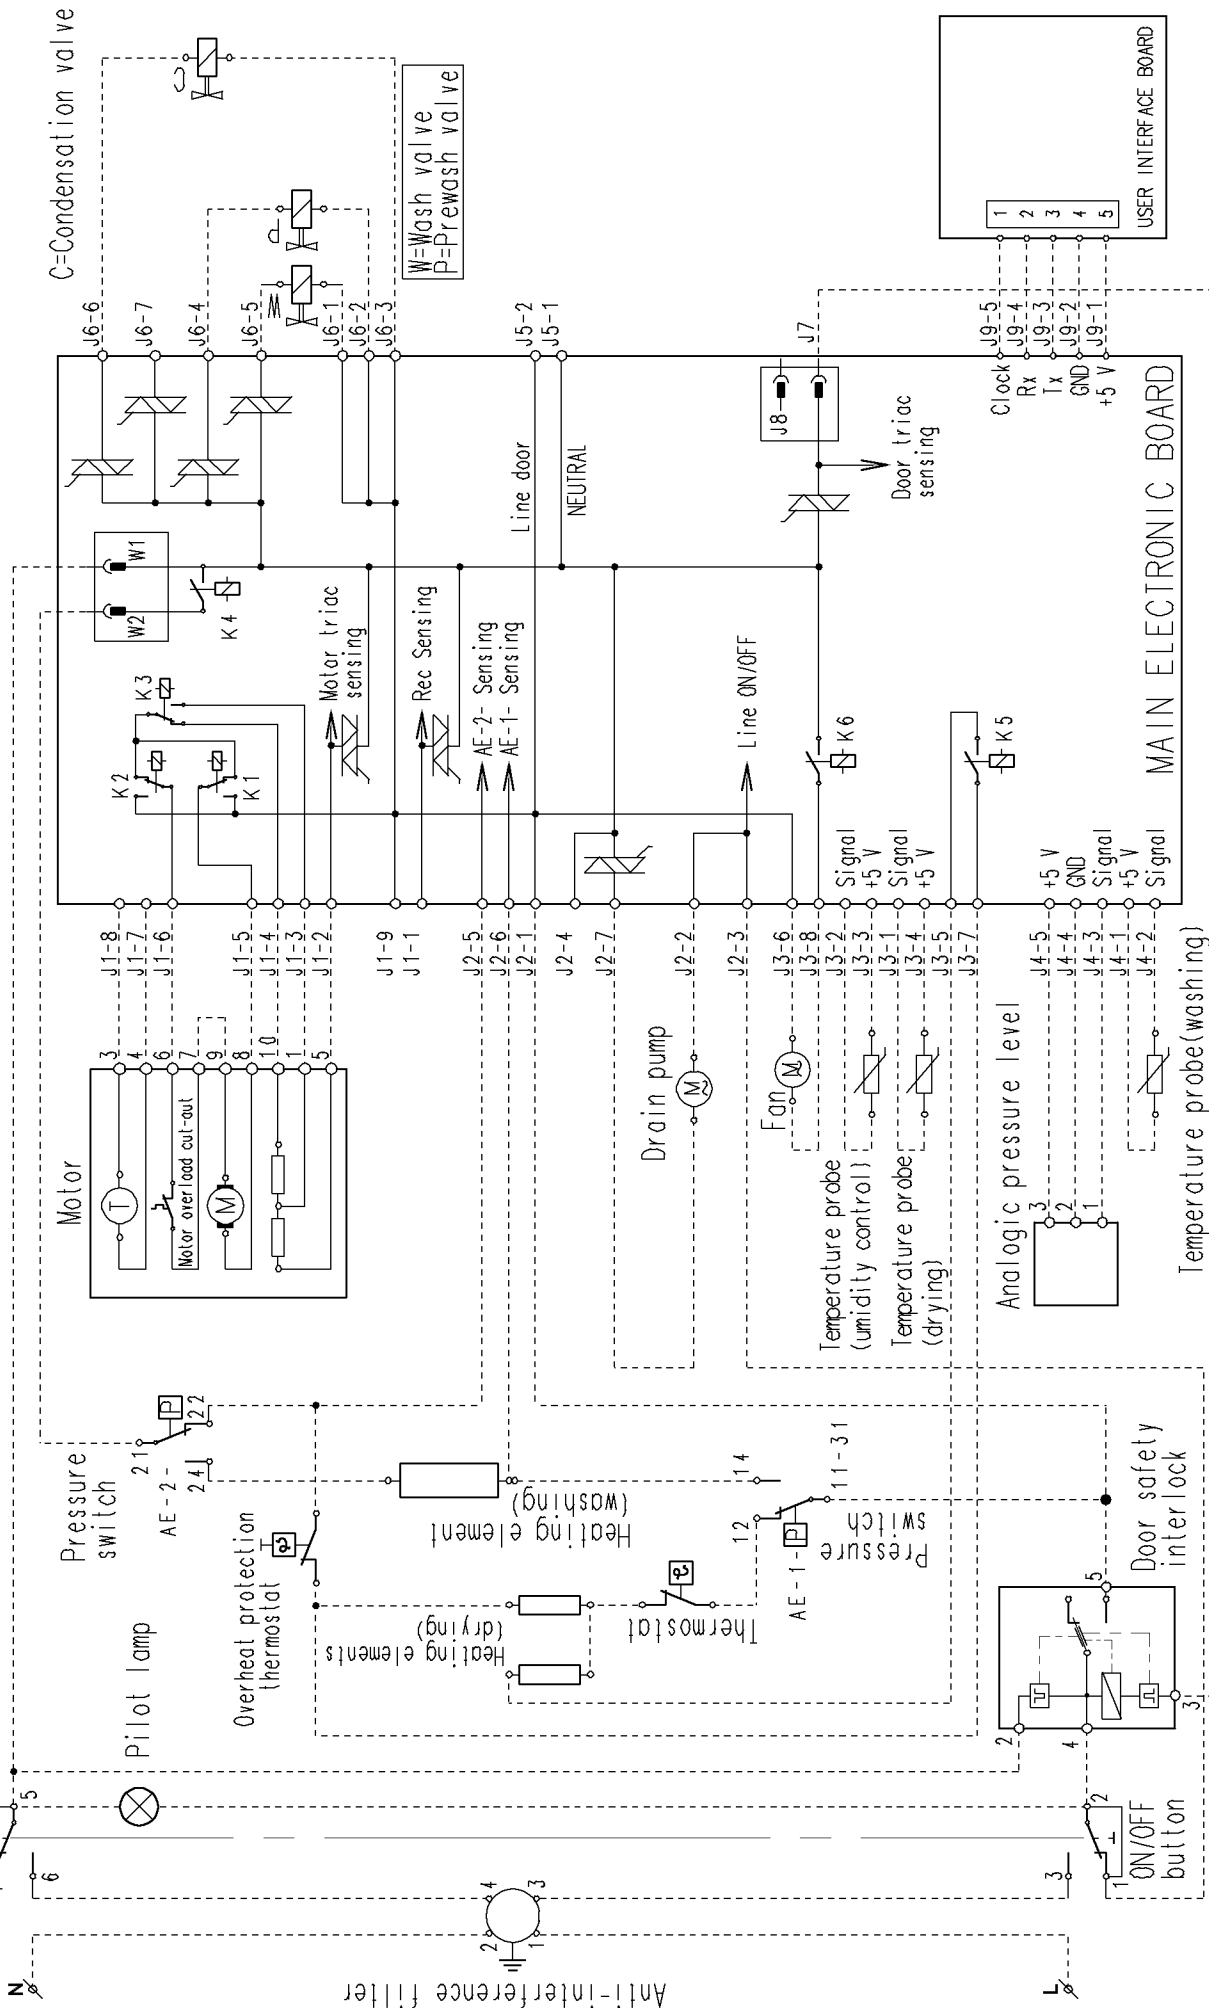 C=Condensation valve
C
W=Wash valve
P=Prewash valve
P
W
J6-6
J6-7
J6-4
J6-5
J6-1
J6-2
J6-3
J5-2
J5-1
J7
J9-5
J9-4
J9-3
J9-2
J9-1
1
2
3
4
5
USER INTERFACE BOARD
Clock
Rx
Tx
GND
+5 V
MAIN ELECTRONIC BOARD
J8
Door triac
sensing
Line door
NEUTRAL
W1
W2
K4
K3
K2
K1
Motor triac
sensing
Rec Sensing
AE-2- Sensing
AE-1- Sensing
Line ON/OFF
K6
K5
Signal
+5 V
Signal
+5 V
+5 V
GND
Signal
+5 V
Signal
J1-8
J1-7
J1-6
J1-5
J1-4
J1-3
J1-2
J1-9
J1-1
J2-5
J2-6
J2-1
J2-4
J2-7
J2-2
J2-3
J3-6
J3-8
J3-2
J3-3
J3-1
J3-4
J3-5
J3-7
J4-5
J4-4
J4-3
J4-1
J4-2
Motor
3
4
6
7
9
8
10
1
5
T
Motor overload cut-out
M
Drain pump
M
Fan
M
Temperature probe
(umidity control)
Temperature probe
(drying)
Analogic pressure level
3
2
1
Temperature probe(washing)
Pressure
switch
AE-2-
21
22
24
P
Overheat protection
thermostat
Heating element
(washing)
Heating elements
(drying)
Thermostat
14
12
11-31
AE-1-
P
Pressure
switch
Door safety
interlock
5
2
4
3
Pilot lamp
5
6
ON/OFF
button
2
3
1
4
3
2
1
Anti-interference filter
N
L